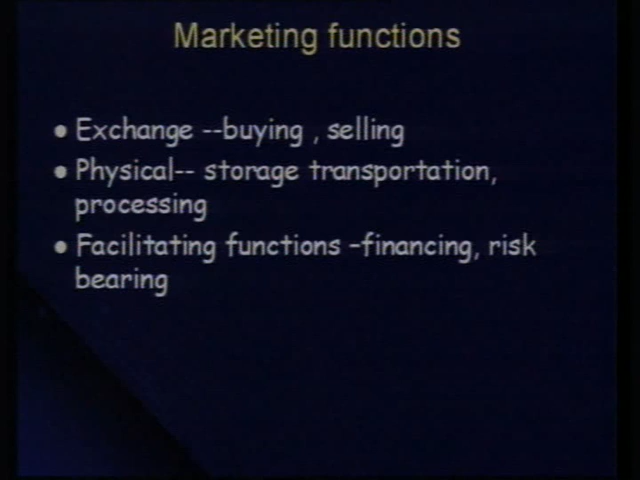 Marketing functions
● Exchange --buying , selling
● Physical-- storage transportation,
processing
● Facilitating functions –financing, risk
bearing